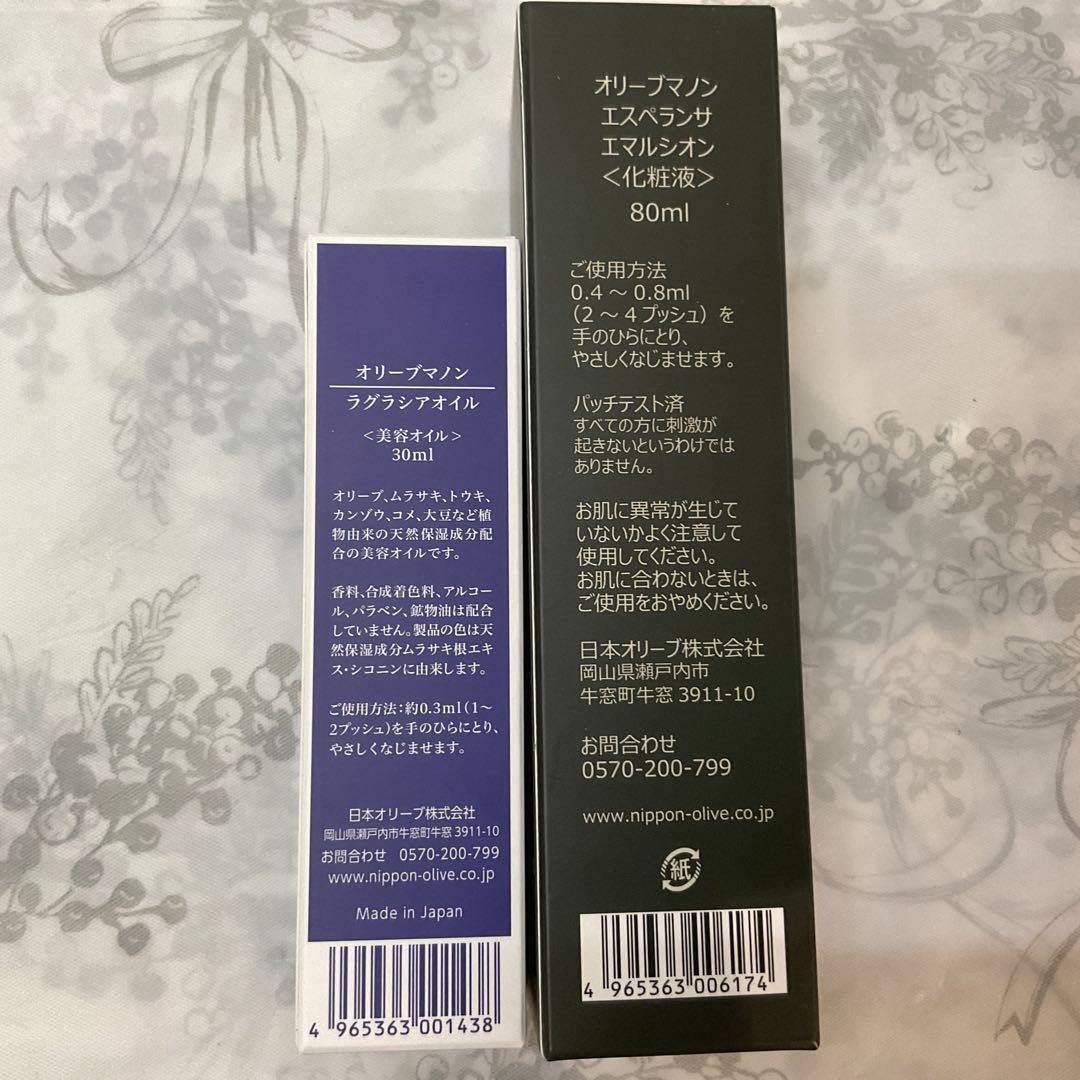 オリーブマノン
ラグラシアオイル
＜美容オイル＞
30ml
オリーブ、ムラサキ、トウキ、
カンゾウ、コメ、大豆など植
物由来の天然保湿成分配
合の美容オイルです。
香料、合成着色料、アルコー
ル、パラベン、鉱物油は配合
していません。製品の色は天
然保湿成分ムラサキ根エキ
ス・シコニンに由来します。
ご使用方法：約0.3ml（1～
2プッシュ）を手のひらにとり、
やさしくなじませます。
日本オリーブ株式会社
岡山県瀬戸内市牛窓町牛窓 3911-10
お問合わせ 0570-200-799
www.nippon-olive.co.jp
Made in Japan
4 965363 001438
オリーブマノン
エスペランサ
エマルシオン
＜化粧液＞
80ml
ご使用方法
0.4 ～ 0.8ml
（2 ～ 4プッシュ）を
手のひらにとり、
やさしくなじませます。
パッチテスト済
すべての方に刺激が
起きないというわけでは
ありません。
お肌に異常が生じて
いないかよく注意して
使用してください。
お肌に合わないときは、
ご使用をおやめください。
日本オリーブ株式会社
岡山県瀬戸内市
牛窓町牛窓 3911-10
お問合わせ
0570-200-799
www.nippon-olive.co.jp
紙
4 965363 006174